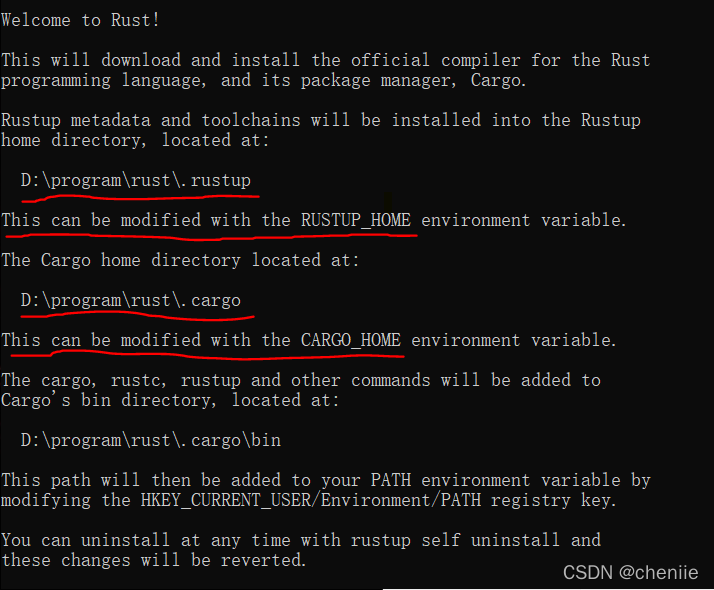 Welcome to Rust!
This will download and install the official compiler for the Rust
programming language, and its package manager, Cargo.
Rustup metadata and toolchains will be installed into the Rustup
home directory, located at:
D:\program\rust\.rustup
This can be modified with the RUSTUP_HOME environment variable.
The Cargo home directory located at:
D:\program\rust\.cargo
This can be modified with the CARGO_HOME environment variable.
The cargo, rustc, rustup and other commands will be added to
Cargo's bin directory, located at:
D:\program\rust\.cargo\bin
This path will then be added to your PATH environment variable by
modifying the HKEY_CURRENT_USER/Environment/PATH registry key.
You can uninstall at any time with rustup self uninstall and
these changes will be reverted.
CSDN @cheniie